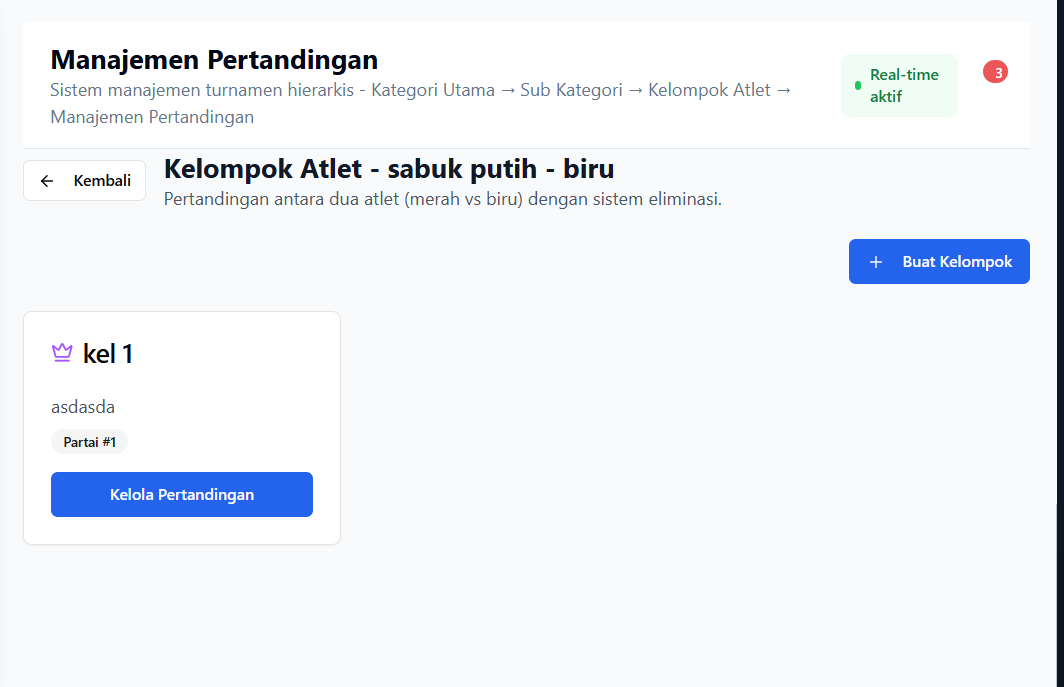 Manajemen Pertandingan
Sistem manajemen turnamen hierarkis - Kategori Utama → Sub Kategori → Kelompok Atlet →
Manajemen Pertandingan
Real-time
aktif
3
Kembali
Kelompok Atlet - sabuk putih - biru
Pertandingan antara dua atlet (merah vs biru) dengan sistem eliminasi.
+ Buat Kelompok
kel 1
asdasda
Partai #1
Kelola Pertandingan